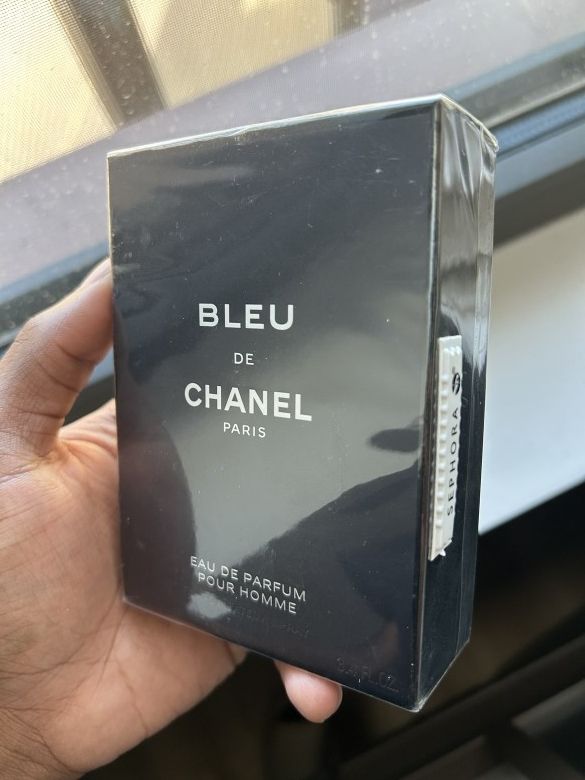 BLEU
DE
CHANEL
PARIS
EAU DE PARFUM
POUR HOMME
SEPHORA